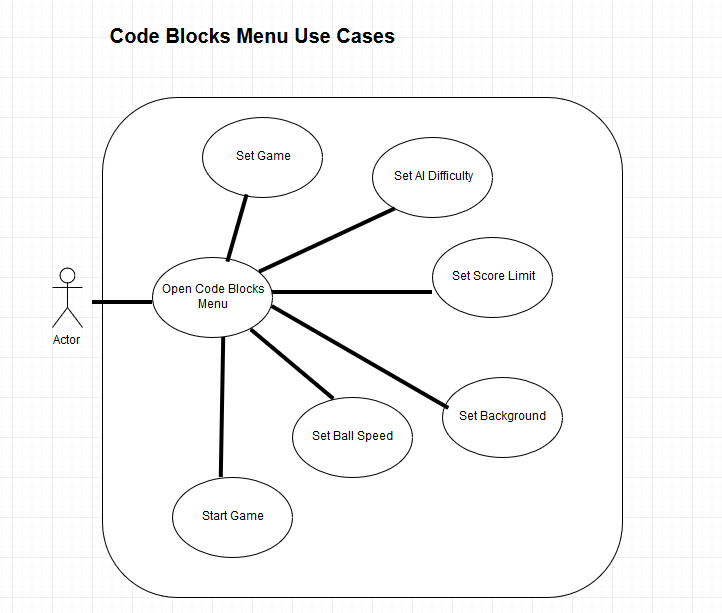 Code Blocks Menu Use Cases
Set Game
Set AI Difficulty
Set Score Limit
Open Code Blocks
Menu
Actor
Set Background
Set Ball Speed
Start Game